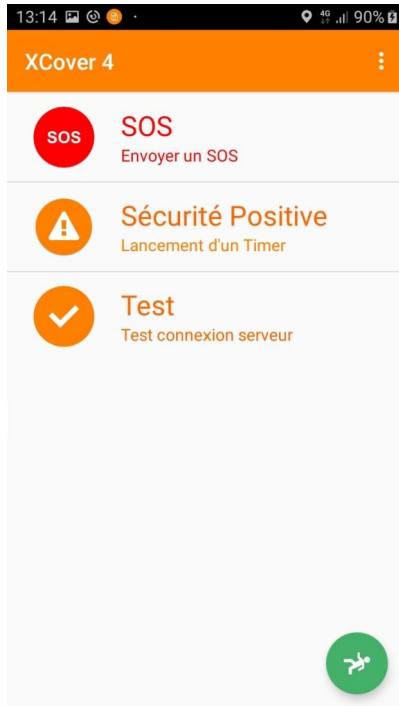 13:14 4G 90%
XCover 4
SOS
SOS
Envoyer un SOS
Sécurité Positive
Lancement d'un Timer
Test
Test connexion serveur